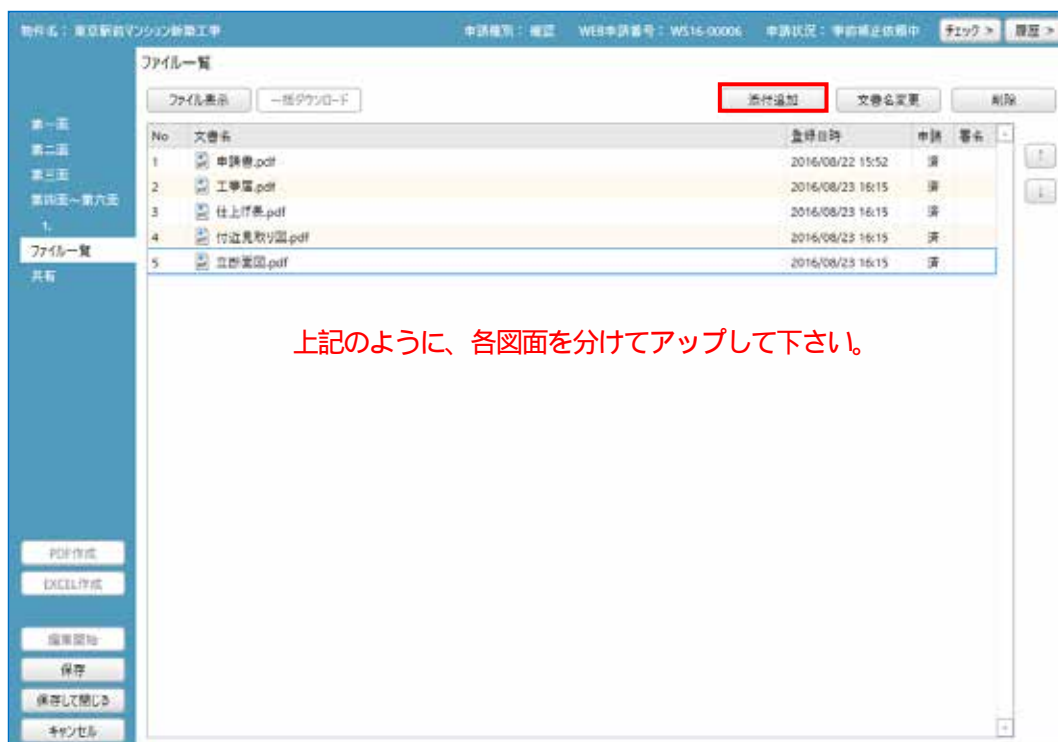 物件名： 東京駅前マンション新築工事 申請種別： 確認 WEB申請番号： WS16-00006 申請状況： 事前補正依頼中 チェック > 履歴 >
ファイル一覧
ファイル表示 一括ダウンロード 添付追加 文書名変更 削除
第一面
第二面
第三面
第四面～第六面
1.
ファイル一覧
共有
No 文書名 登録日時 申請 署名
1 申請書.pdf 2016/08/22 15:52 済
2 工事届.pdf 2016/08/23 16:15 済
3 仕上げ表.pdf 2016/08/23 16:15 済
4 付近見取り図.pdf 2016/08/23 16:15 済
5 立断面図.pdf 2016/08/23 16:15 済
↑
↓
上記のように、各図面を分けてアップして下さい。
PDF作成
EXCEL作成
編集開始
保存
保存して閉じる
キャンセル